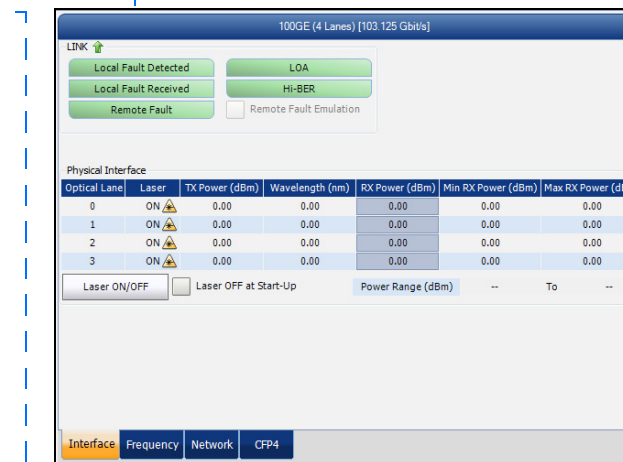 100GE (4 Lanes) [103.125 Gbit/s]
LINK
Local Fault Detected LOA
Local Fault Received Hi-BER
Remote Fault Remote Fault Emulation
Physical Interface
Optical Lane Laser TX Power (dBm) Wavelength (nm) RX Power (dBm) Min RX Power (dBm) Max RX Power (dB
0 ON 0.00 0.00 0.00 0.00 0.00
1 ON 0.00 0.00 0.00 0.00 0.00
2 ON 0.00 0.00 0.00 0.00 0.00
3 ON 0.00 0.00 0.00 0.00 0.00
Laser ON/OFF Laser OFF at Start-Up Power Range (dBm) -- To --
Interface Frequency Network CFP4